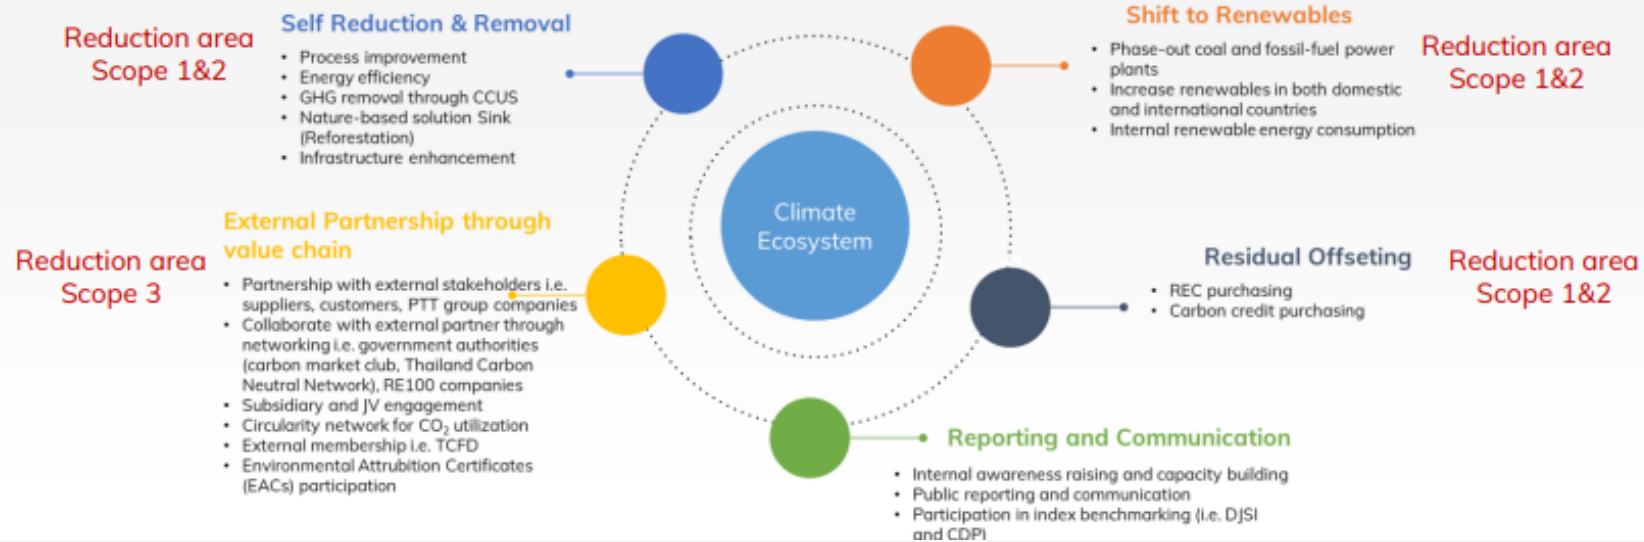 Self Reduction & Removal
Reduction area
Scope 1&2
• Process improvement
• Energy efficiency
• GHG removal through CCUS
• Nature-based solution Sink
(Reforestation)
• Infrastructure enhancement
Shift to Renewables
• Phase-out coal and fossil-fuel power
plants
• Increase renewables in both domestic
and international countries
• Internal renewable energy consumption
Reduction area
Scope 1&2
Climate
Ecosystem
External Partnership through
value chain
Reduction area
Scope 3
• Partnership with external stakeholders i.e.
suppliers, customers, PTT group companies
• Collaborate with external partner through
networking i.e. government authorities
(carbon market club, Thailand Carbon
Neutral Network), RE100 companies
• Subsidiary and JV engagement
• Circularity network for CO₂ utilization
• External membership i.e. TCFD
• Environmental Attrubition Certificates
(EACs) participation
Residual Offseting
• REC purchasing
• Carbon credit purchasing
Reduction area
Scope 1&2
Reporting and Communication
• Internal awareness raising and capacity building
• Public reporting and communication
• Participation in index benchmarking (i.e. DJSI
and CDP)